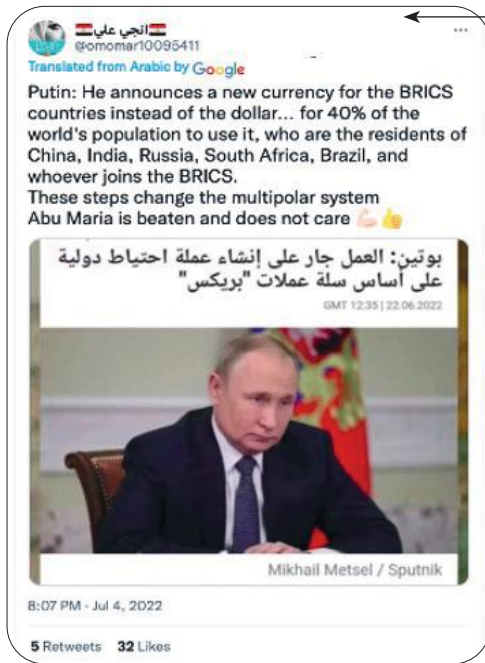 انجي علي
@omomar10095411
Translated from Arabic by Google
Putin: He announces a new currency for the BRICS
countries instead of the dollar... for 40% of the
world's population to use it, who are the residents of
China, India, Russia, South Africa, Brazil, and
whoever joins the BRICS.
These steps change the multipolar system
Abu Maria is beaten and does not care 💪🏻👍
بوتين: العمل جار على إنشاء عملة احتياط دولية
على أساس سلة عملات "بريكس"
GMT 12:35 | 22.06.2022
Mikhail Metsel / Sputnik
8:07 PM · Jul 4, 2022
5 Retweets 32 Likes